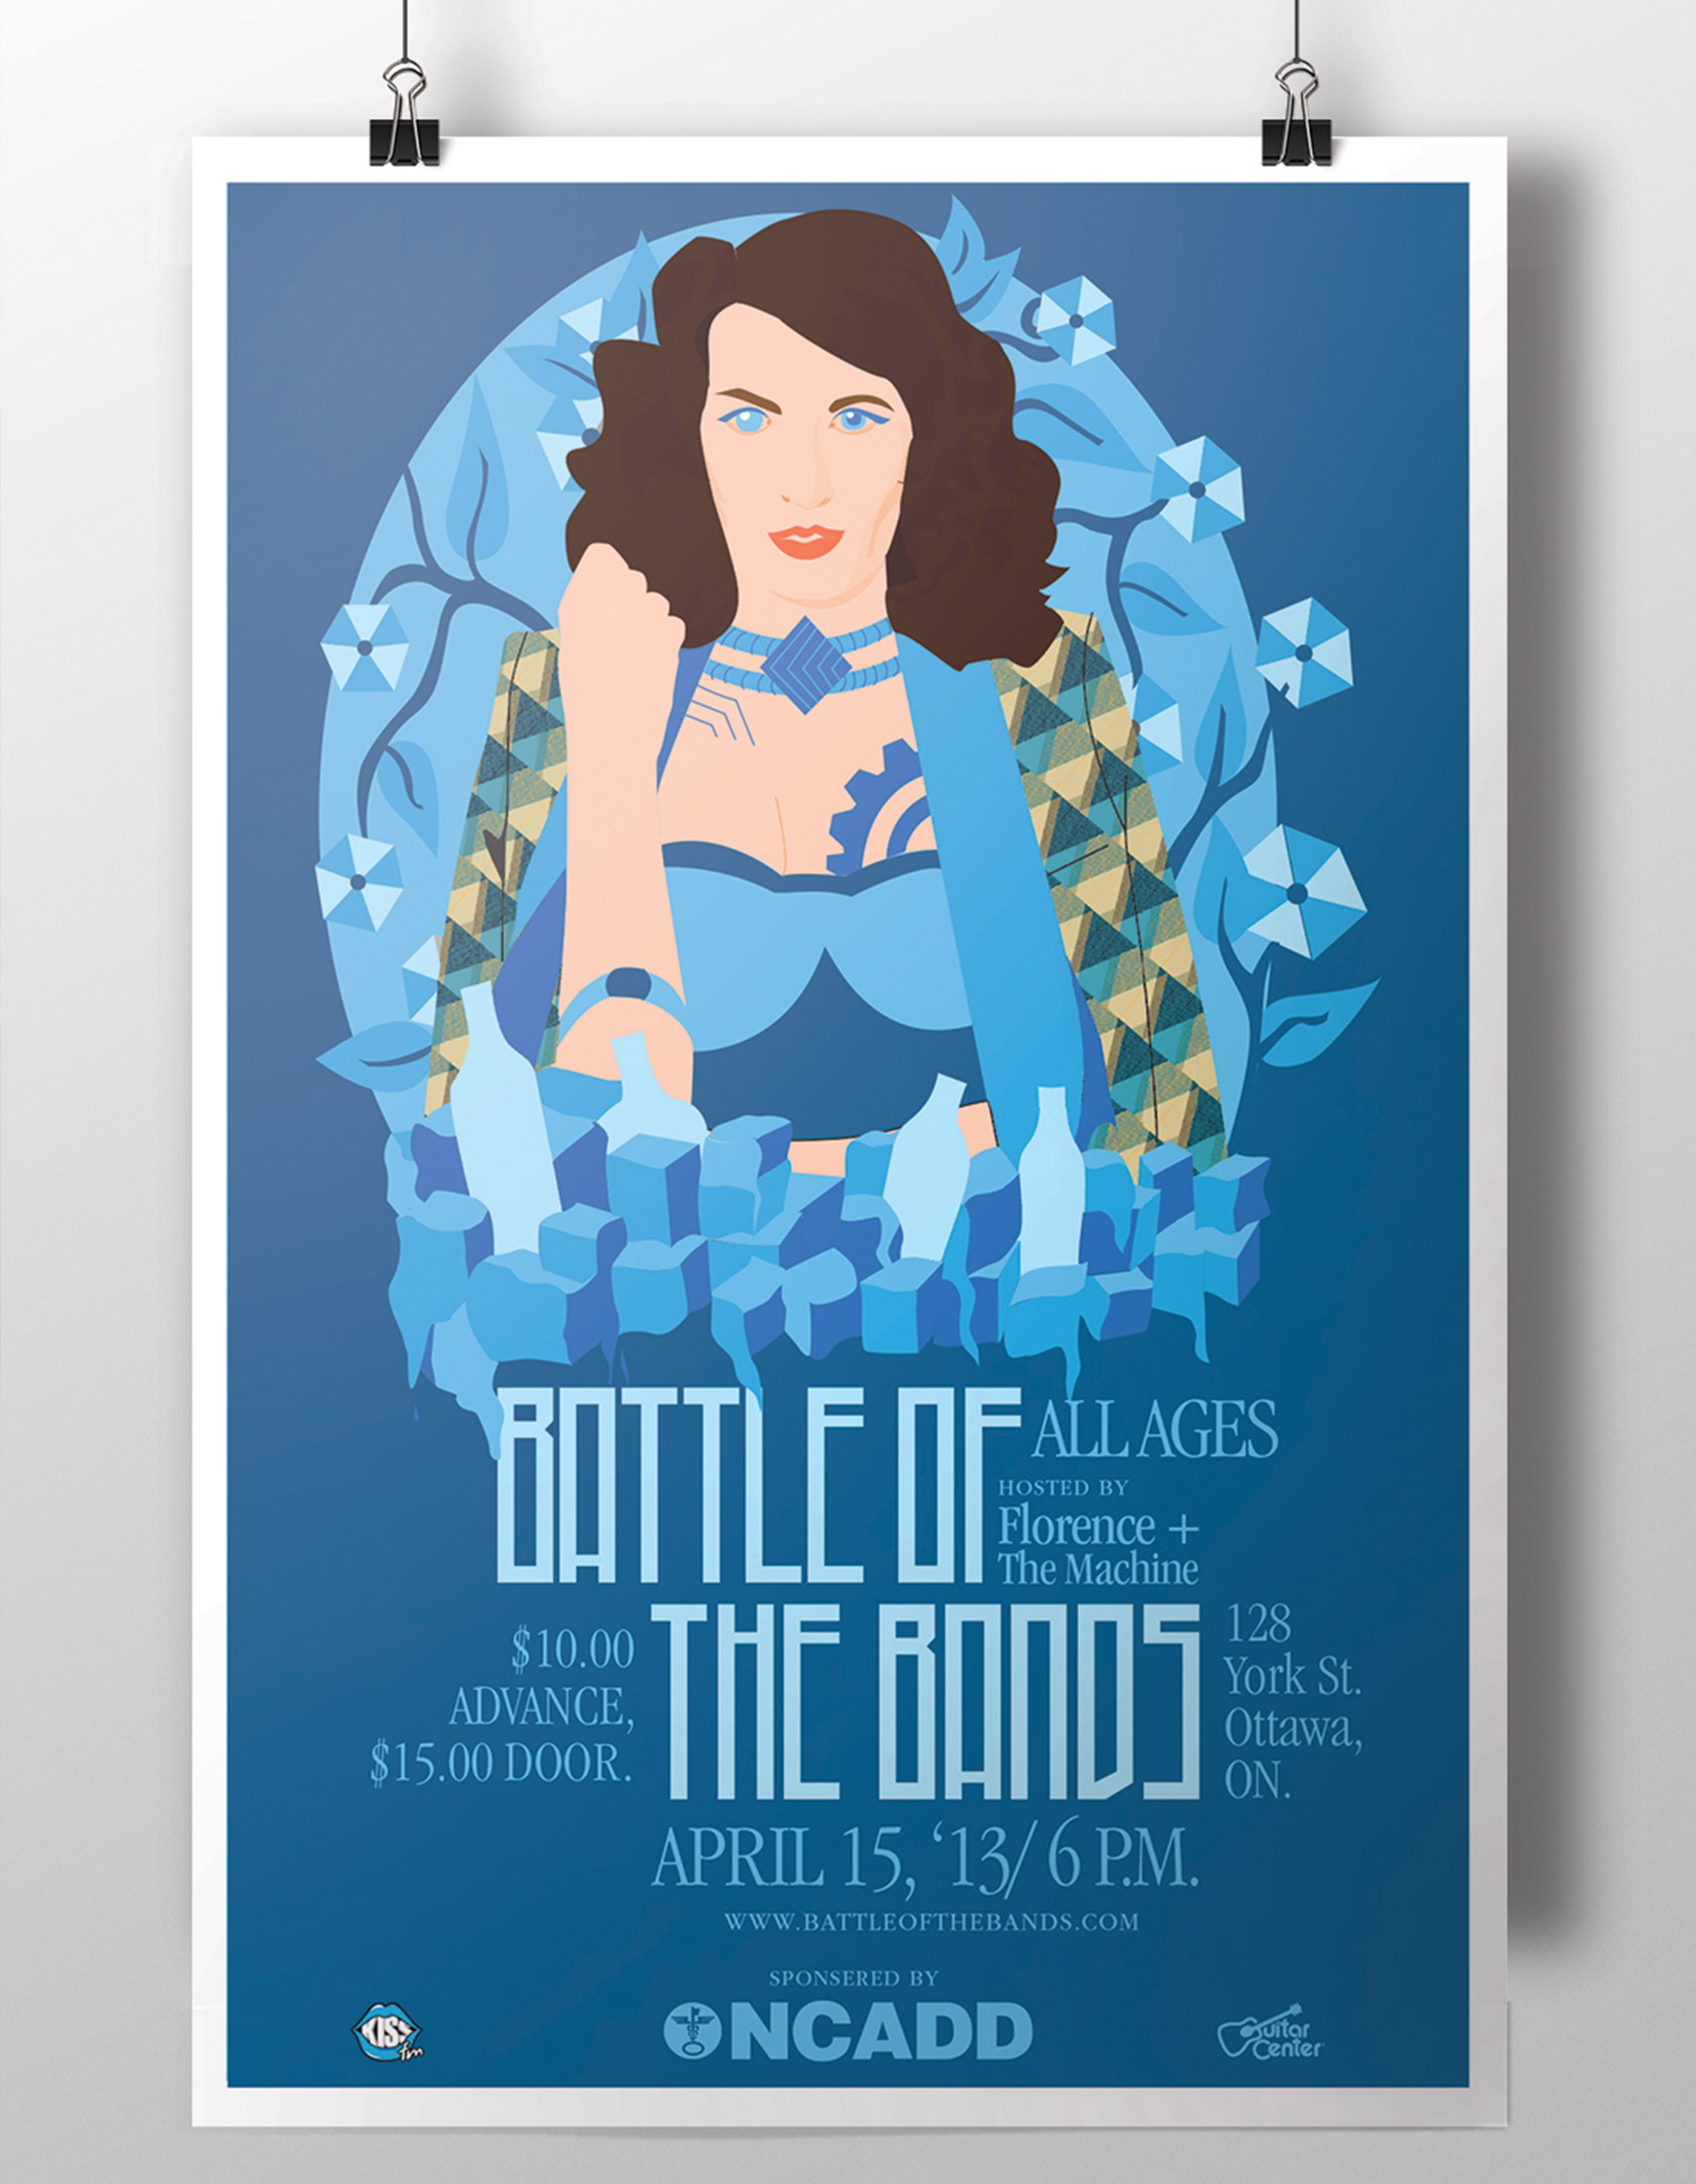 BATTLE OF
ALL AGES
HOSTED BY
Florence +
The Machine
THE BANDS
$10.00
ADVANCE,
$15.00 DOOR.
128
York St.
Ottawa,
ON.
APRIL 15, ‘13/ 6 P.M.
WWW.BATTLEOFTHEBANDS.COM
SPONSERED BY
KISS
fm
NCADD
Guitar
Center